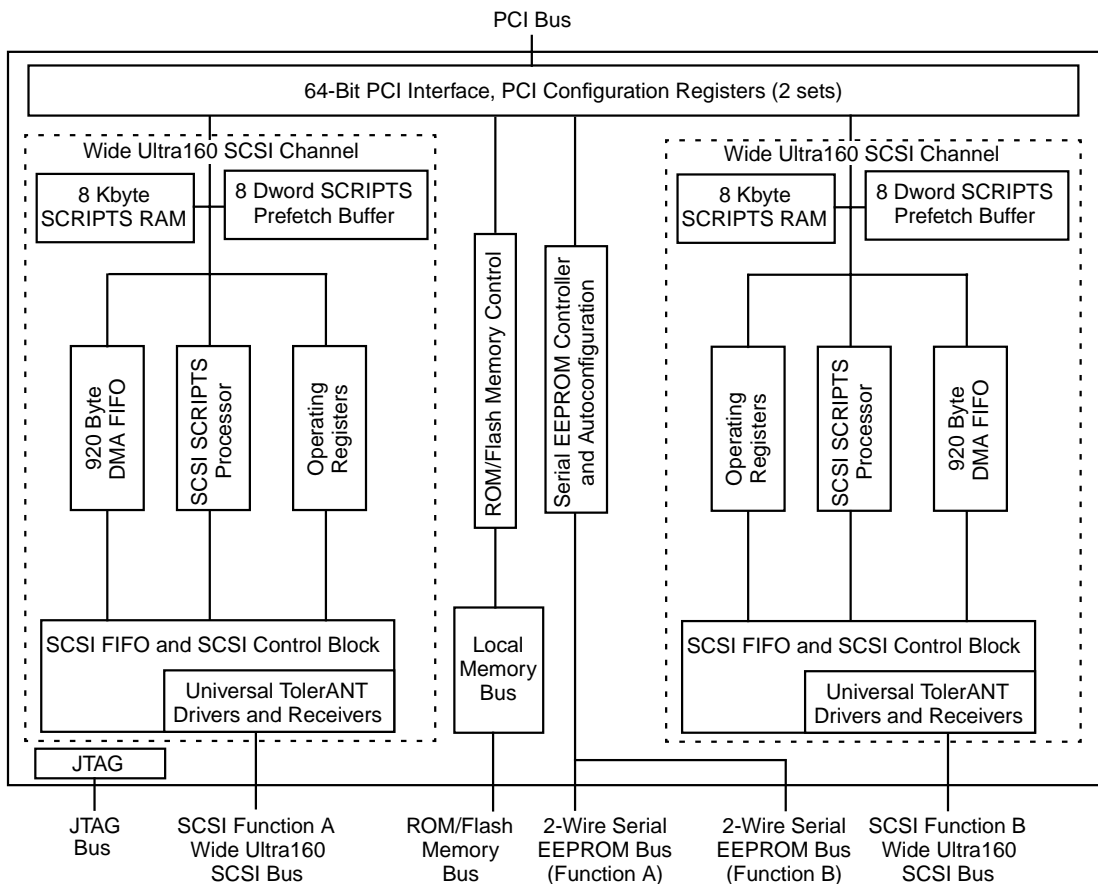 PCI Bus
64-Bit PCI Interface, PCI Configuration Registers (2 sets)
Wide Ultra160 SCSI Channel
8 Kbyte
SCRIPTS RAM
8 Dword SCRIPTS
Prefetch Buffer
920 Byte
DMA FIFO
SCSI SCRIPTS
Processor
Operating
Registers
SCSI FIFO and SCSI Control Block
Universal TolerANT
Drivers and Receivers
ROM/Flash Memory Control
Local
Memory
Bus
Serial EEPROM Controller
and Autoconfiguration
Wide Ultra160 SCSI Channel
8 Kbyte
SCRIPTS RAM
8 Dword SCRIPTS
Prefetch Buffer
Operating
Registers
SCSI SCRIPTS
Processor
920 Byte
DMA FIFO
SCSI FIFO and SCSI Control Block
Universal TolerANT
Drivers and Receivers
JTAG
JTAG
Bus
SCSI Function A
Wide Ultra160
SCSI Bus
ROM/Flash
Memory
Bus
2-Wire Serial
EEPROM Bus
(Function A)
2-Wire Serial
EEPROM Bus
(Function B)
SCSI Function B
Wide Ultra160
SCSI Bus